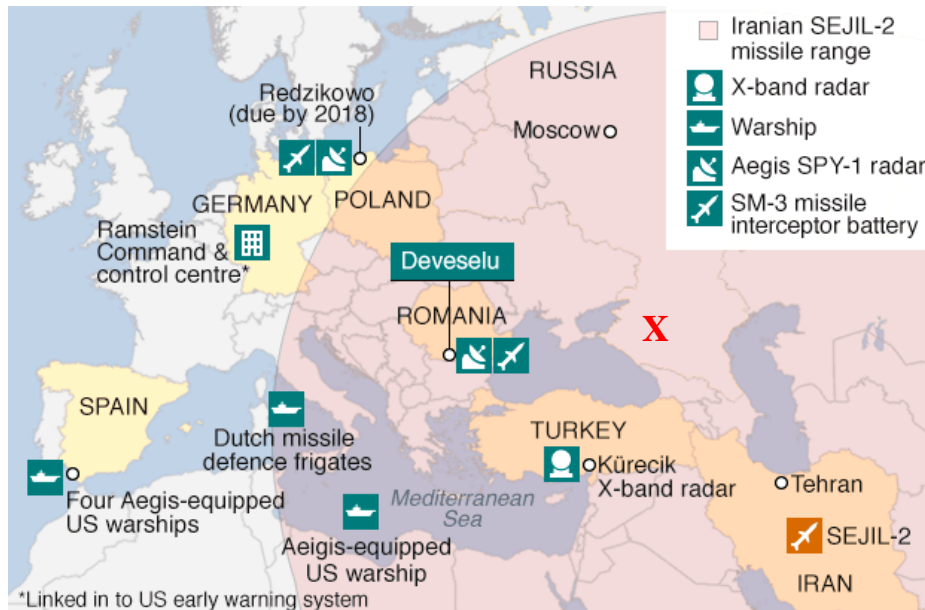 Iranian SEJIL-2
missile range
X-band radar
Warship
Aegis SPY-1 radar
SM-3 missile
interceptor battery
RUSSIA
Moscow
Redzikowo
(due by 2018)
POLAND
GERMANY
Ramstein
Command &
control centre*
Deveselu
ROMANIA
X
SPAIN
Dutch missile
defence frigates
TURKEY
Kürecik
X-band radar
Tehran
Four Aegis-equipped
US warships
Mediterranean
Sea
Aeigis-equipped
US warship
SEJIL-2
IRAN
*Linked in to US early warning system